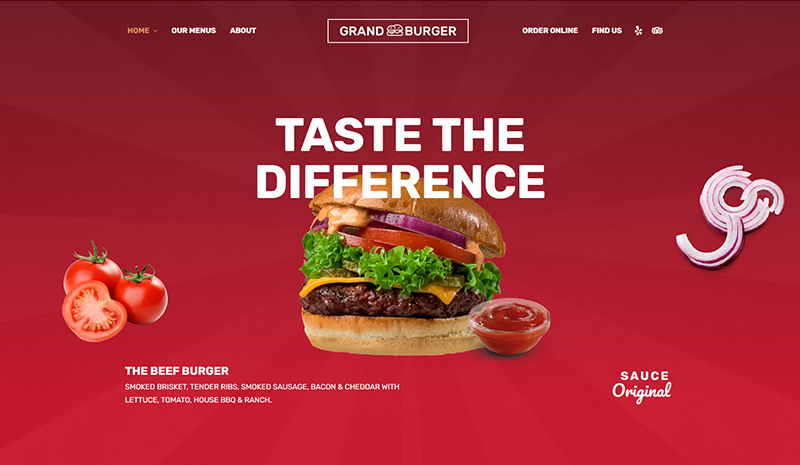 HOME
OUR MENUS
ABOUT
GRAND BURGER
ORDER ONLINE
FIND US
TASTE THE
DIFFERENCE
THE BEEF BURGER
SMOKED BRISKET, TENDER RIBS, SMOKED SAUSAGE, BACON & CHEDDAR WITH
LETTUCE, TOMATO, HOUSE BBQ & RANCH.
SAUCE
Original